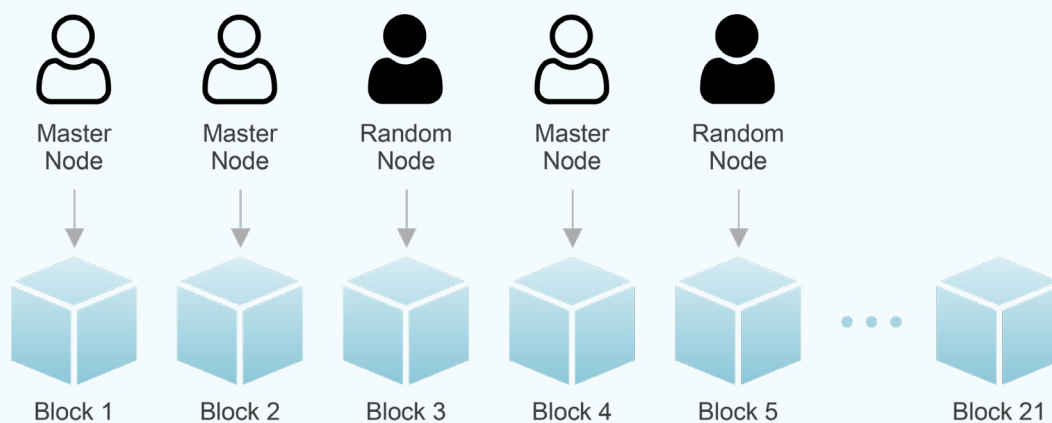 Master
Node
Master
Node
Random
Node
Master
Node
Random
Node
Block 1
Block 2
Block 3
Block 4
Block 5
Block 21